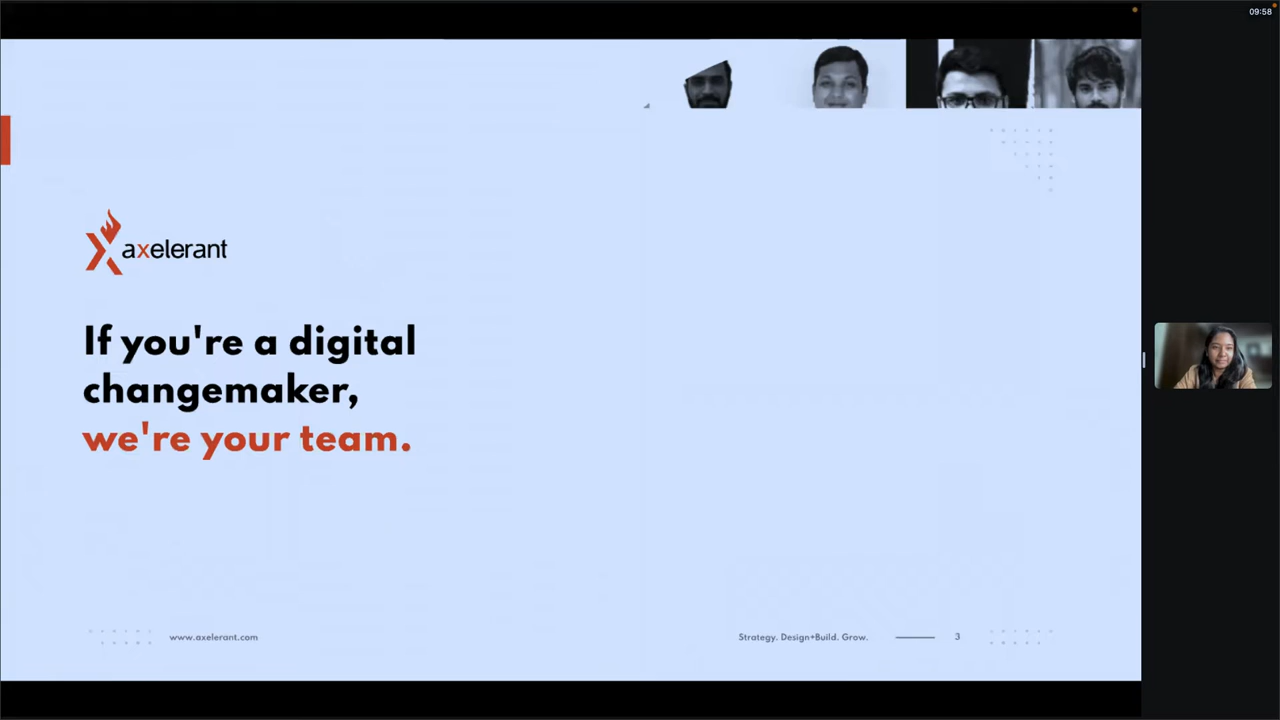 09:58
axelerant
If you're a digital
changemaker,
we're your team.
www.axelerant.com
Strategy. Design+Build. Grow.
3